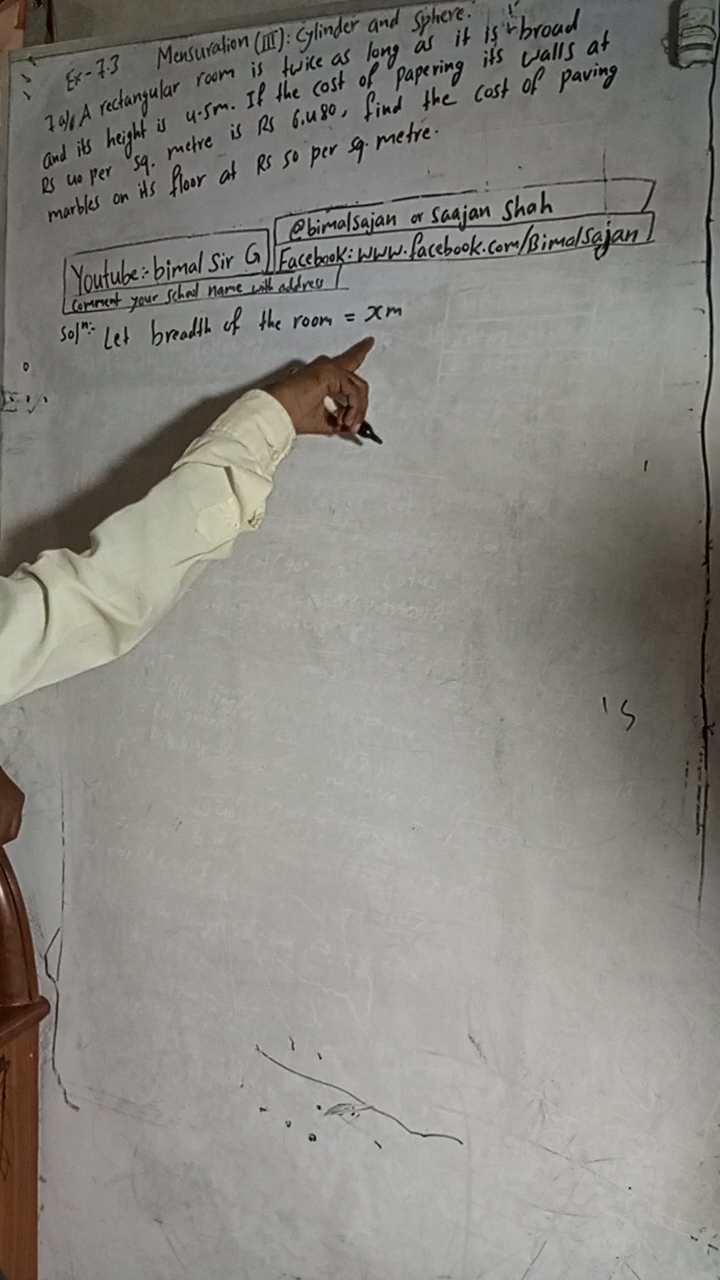 Ex-7.3 Mensuration (III): Cylinder and Sphere.
7 a) A rectangular room is twice as long as it is broad
and its height is 4.5m. If the cost of papering its walls at
Rs 40 per sq. metre is Rs 6,480, find the cost of paving
marbles on its floor at Rs 50 per sq. metre.
@bimalsajan or Saajan Shah
Youtube:- bimal Sir G
Facebook: www.facebook.com/Bimalsajan
Comment your School name with address
Solⁿ:- Let breadth of the room = xm